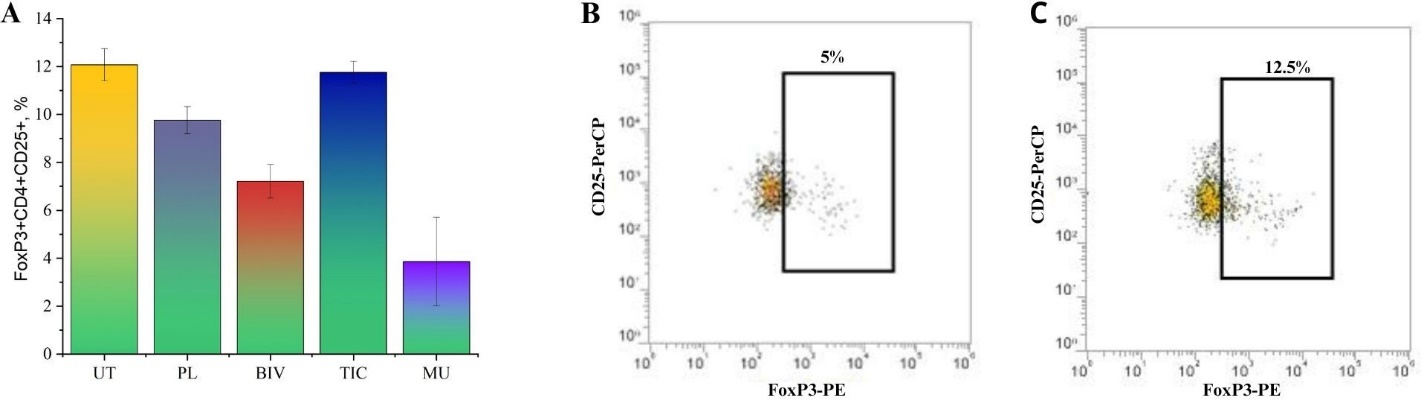 A
14
12
10
8
6
4
2
0
FoxP3+CD4+CD25+, %
UT PL BIV TIC MU
B
5%
10⁶
10⁵
10⁴
10³
10²
10¹
10⁰
CD25-PerCP
10⁰ 10¹ 10² 10³ 10⁴ 10⁵ 10⁶
FoxP3-PE
C
12.5%
10⁶
10⁵
10⁴
10³
10²
10¹
10⁰
CD25-PerCP
10⁰ 10¹ 10² 10³ 10⁴ 10⁵ 10⁶
FoxP3-PE